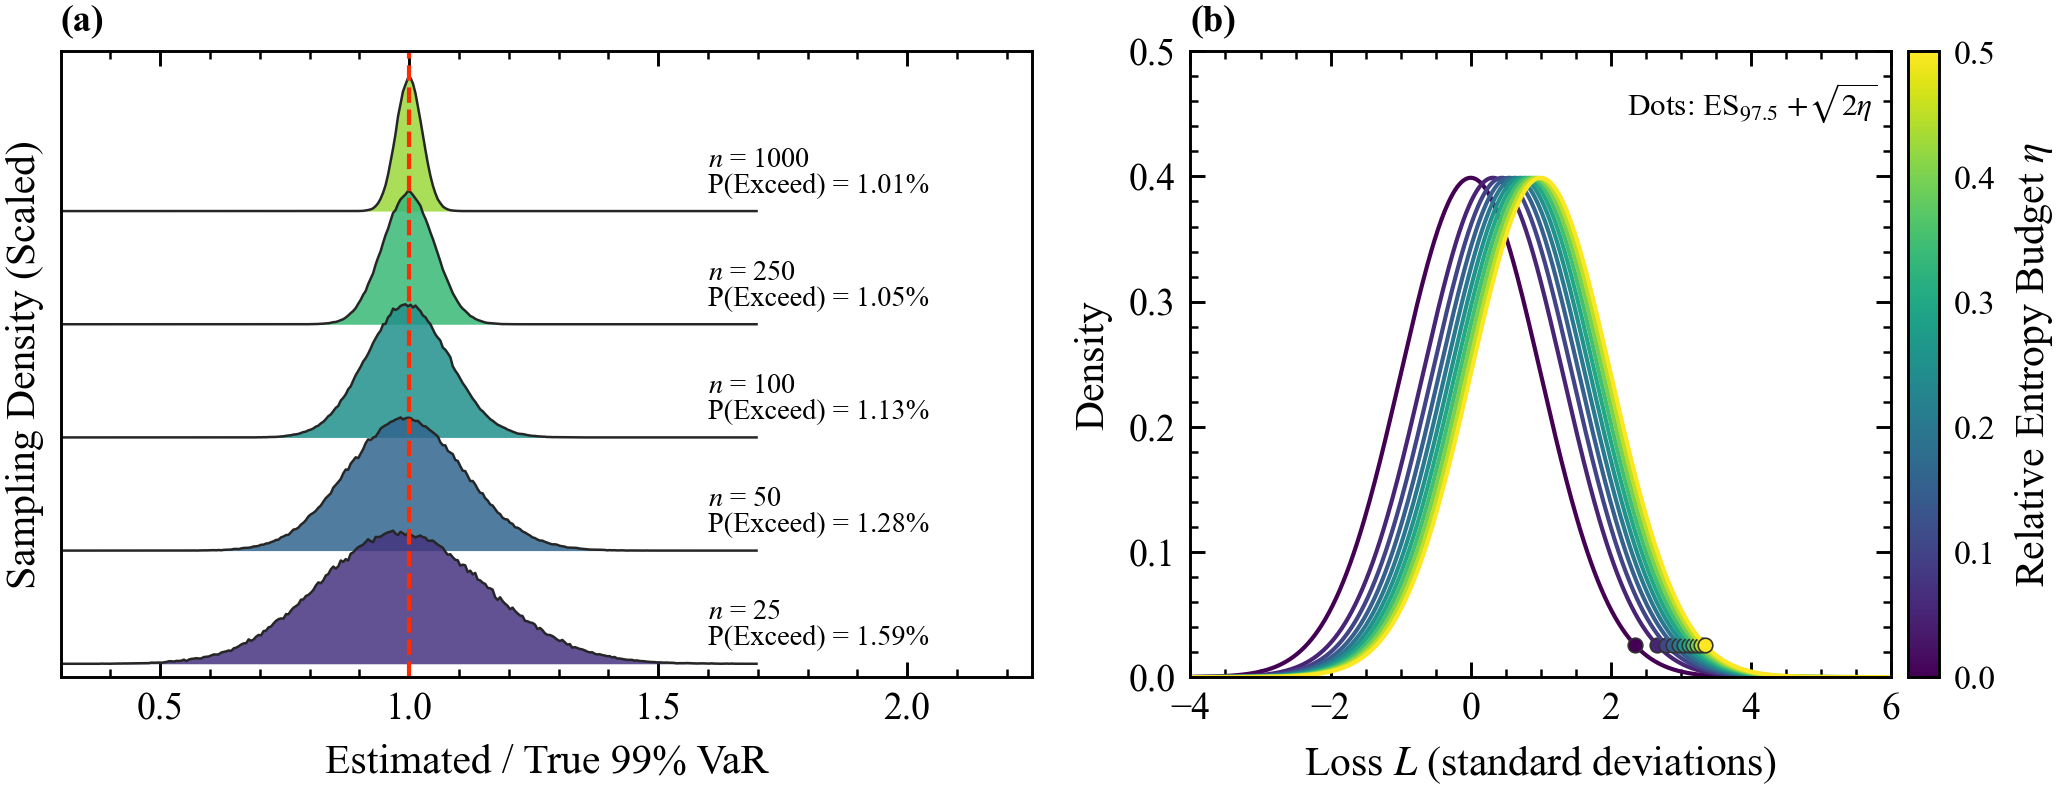 (a)
Sampling Density (Scaled)
n = 1000
P(Exceed) = 1.01%
n = 250
P(Exceed) = 1.05%
n = 100
P(Exceed) = 1.13%
n = 50
P(Exceed) = 1.28%
n = 25
P(Exceed) = 1.59%
0.5 1.0 1.5 2.0
Estimated / True 99% VaR
(b)
Density
0.5
0.4
0.3
0.2
0.1
0.0
Dots: ES₉₇.₅ + √2η
−4 −2 0 2 4 6
Loss L (standard deviations)
0.5
0.4
0.3
0.2
0.1
0.0
Relative Entropy Budget η